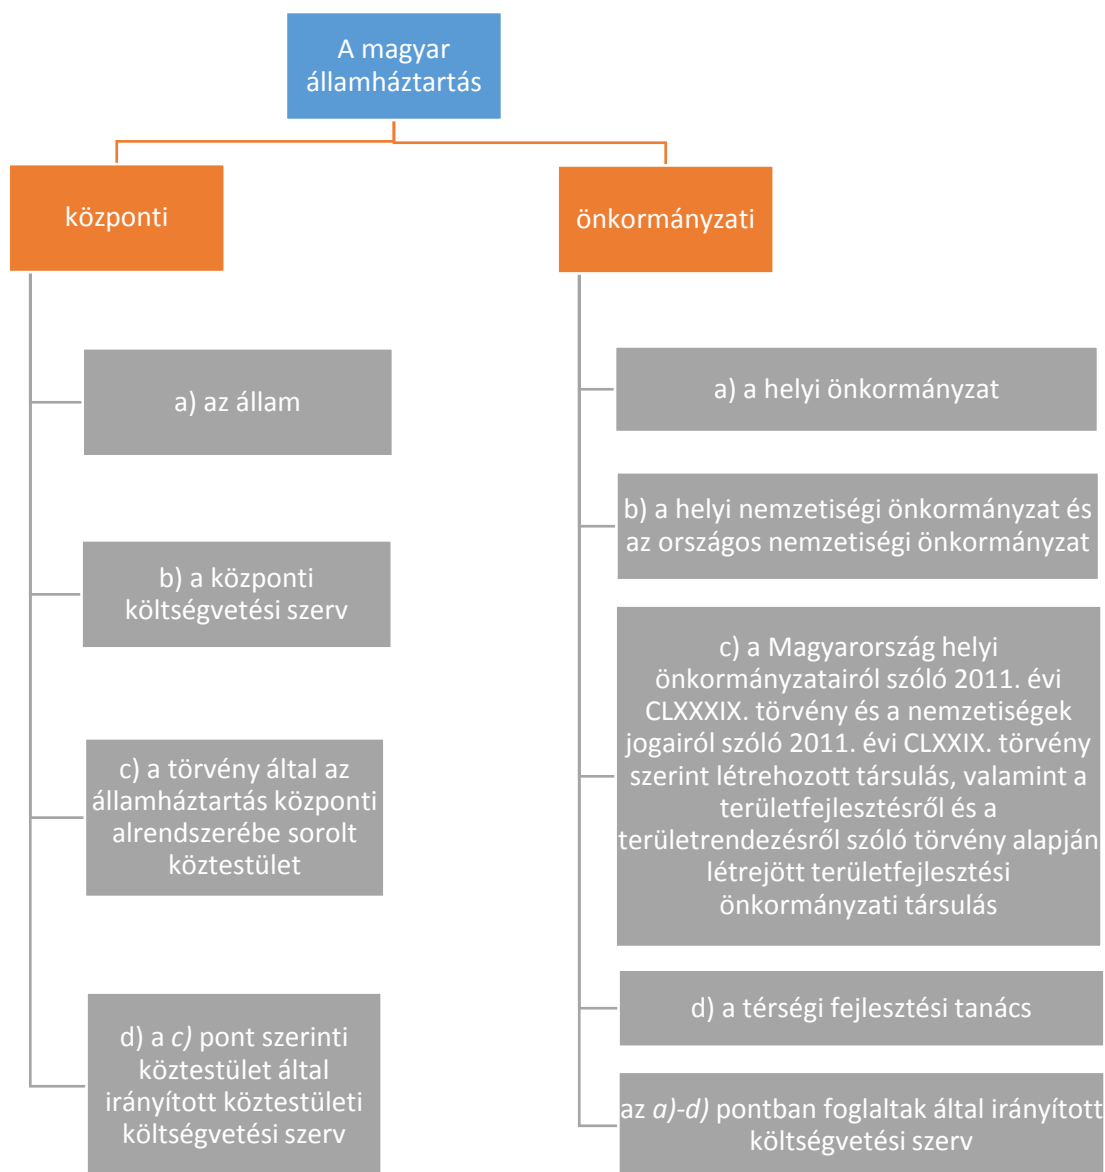 A magyar
államháztartás
központi
a) az állam
b) a központi
költségvetési szerv
c) a törvény által az
államháztartás központi
alrendszerébe sorolt
köztestület
d) a c) pont szerinti
köztestület által
irányított köztestületi
költségvetési szerv
önkormányzati
a) a helyi önkormányzat
b) a helyi nemzetiségi önkormányzat és
az országos nemzetiségi önkormányzat
c) a Magyarország helyi
önkormányzatairól szóló 2011. évi
CLXXXIX. törvény és a nemzetiségek
jogairól szóló 2011. évi CLXXIX. törvény
szerint létrehozott társulás, valamint a
területfejlesztésről és a
területrendezésről szóló törvény alapján
létrejött területfejlesztési
önkormányzati társulás
d) a térségi fejlesztési tanács
az a)-d) pontban foglaltak által irányított
költségvetési szerv